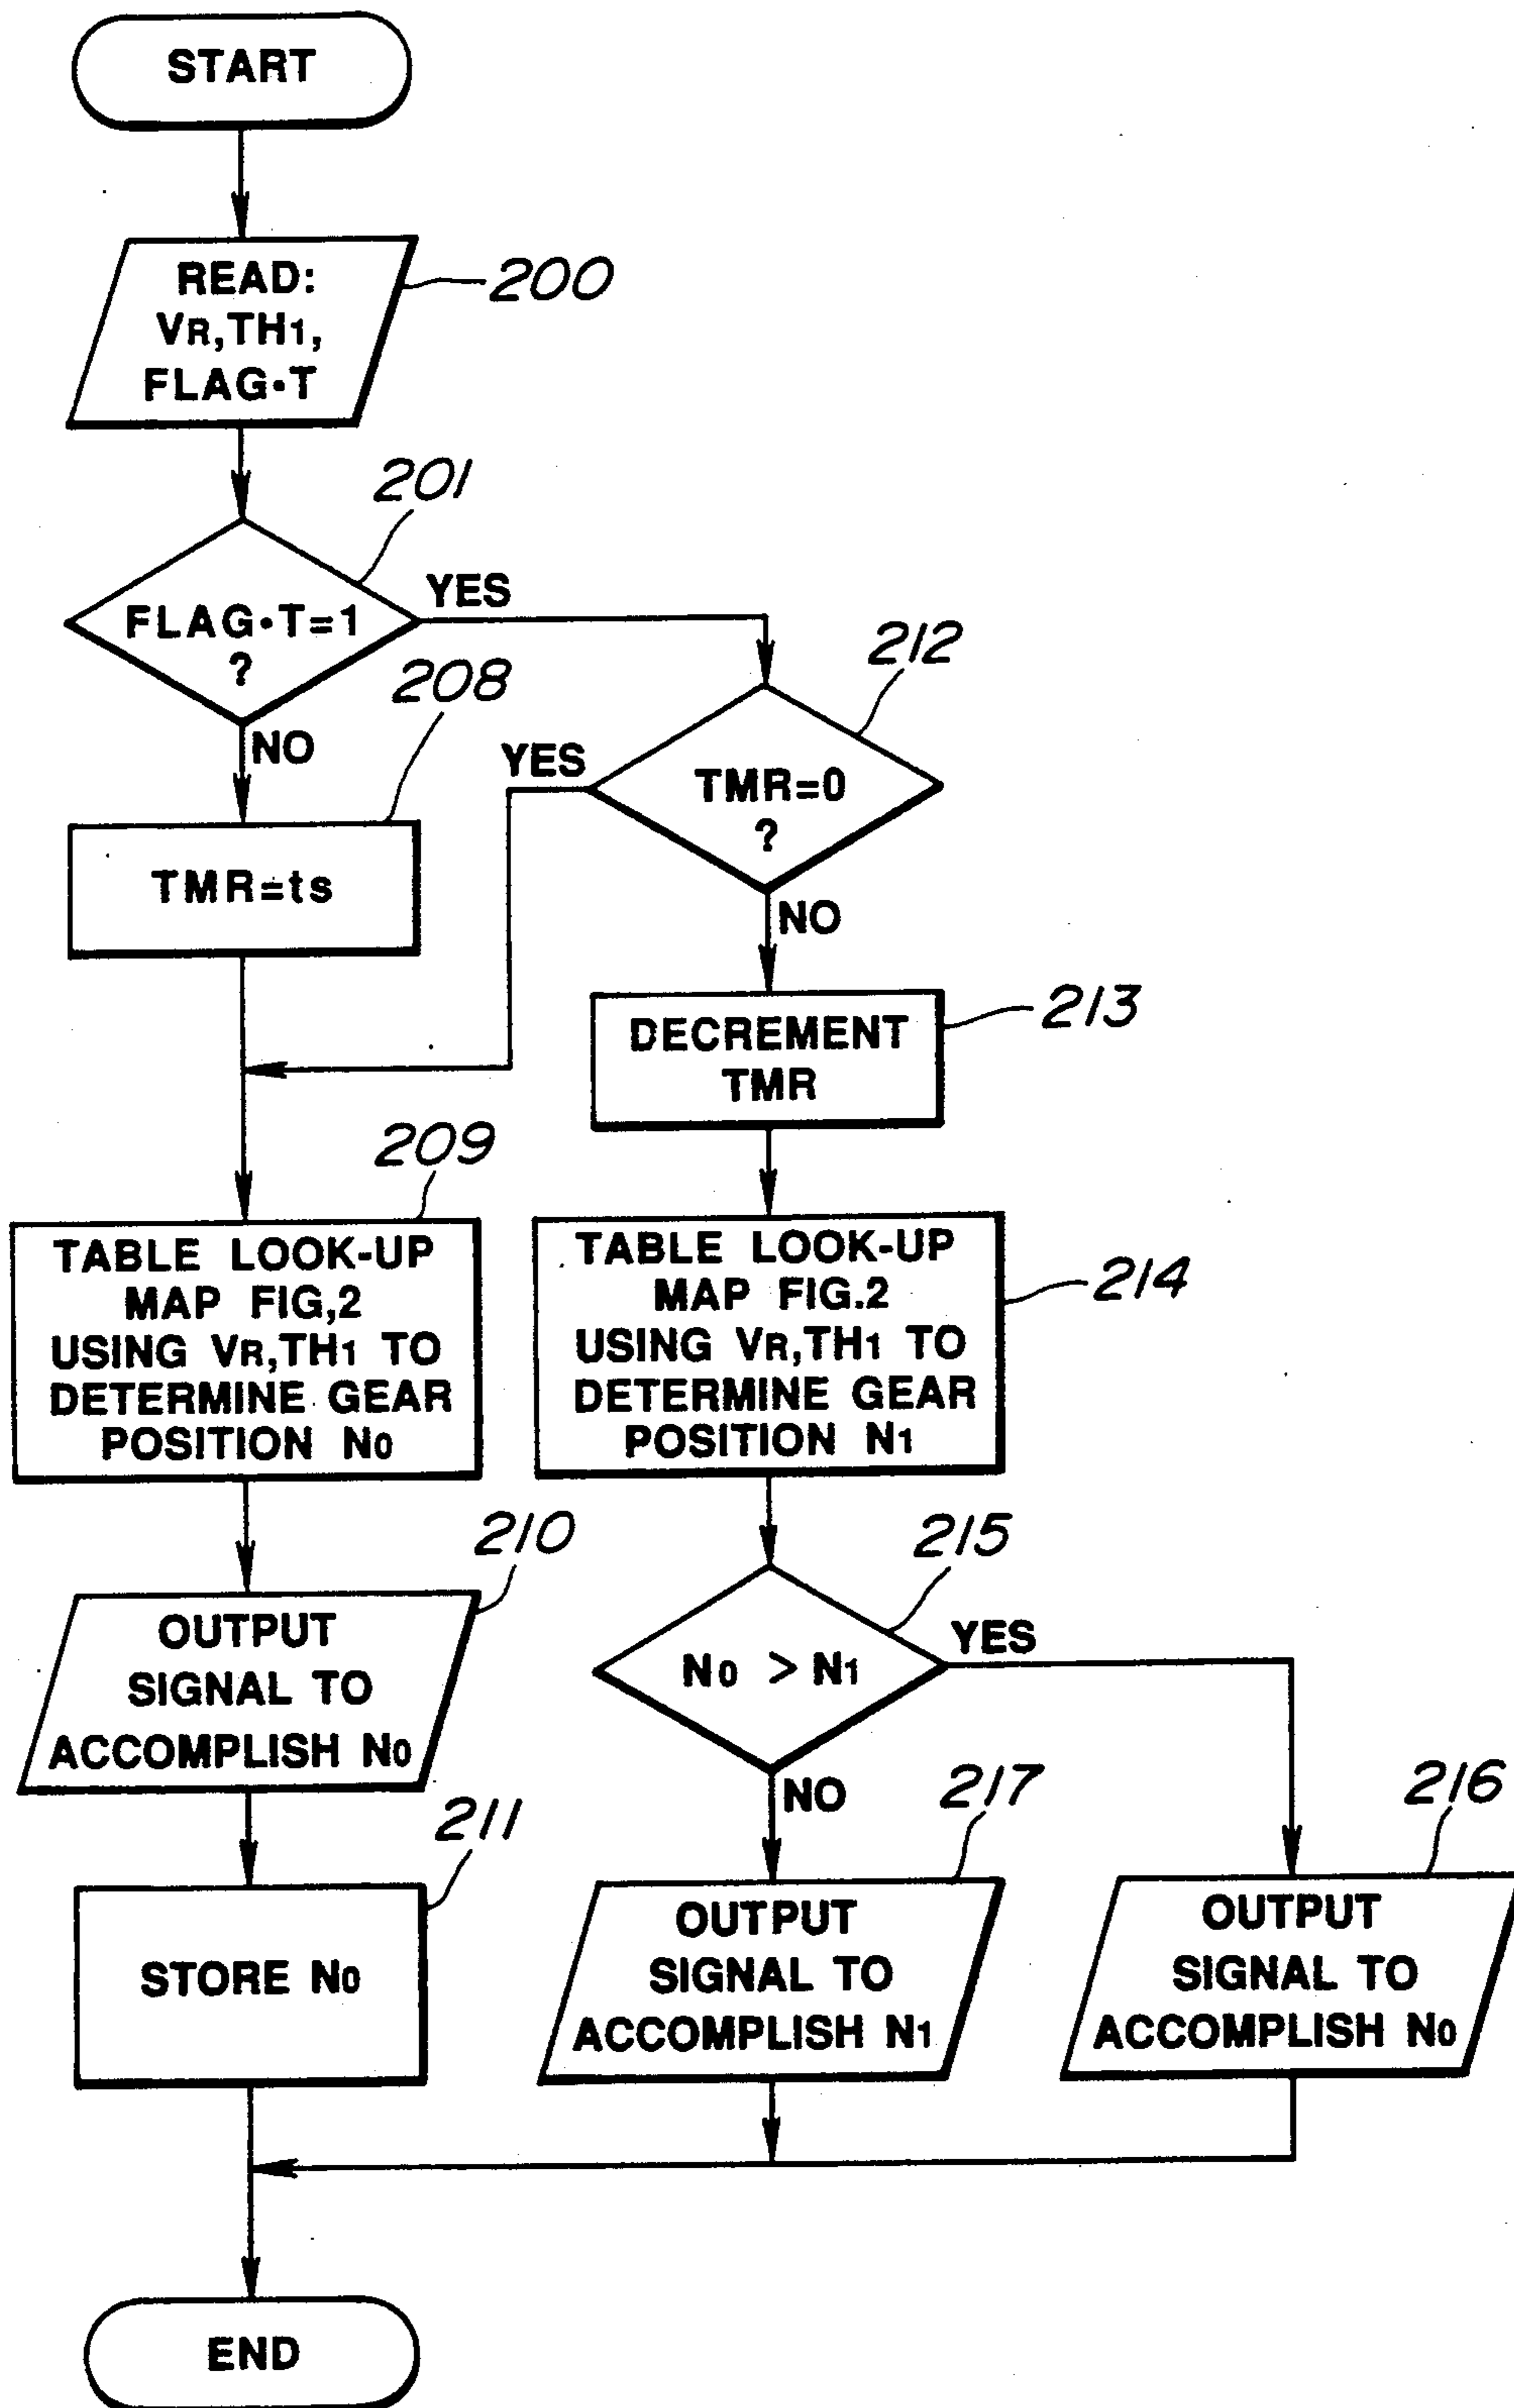 START
READ:
VR,TH1,
FLAG•T
200
201
FLAG•T=1
?
YES
NO
208
TMR=ts
212
TMR=0
?
YES
NO
213
DECREMENT
TMR
209
TABLE LOOK-UP
MAP FIG,2
USING VR,TH1 TO
DETERMINE GEAR
POSITION N0
214
TABLE LOOK-UP
MAP FIG.2
USING VR,TH1 TO
DETERMINE GEAR
POSITION N1
210
OUTPUT
SIGNAL TO
ACCOMPLISH N0
215
N0 > N1
YES
NO
211
STORE N0
217
OUTPUT
SIGNAL TO
ACCOMPLISH N1
216
OUTPUT
SIGNAL TO
ACCOMPLISH N0
END